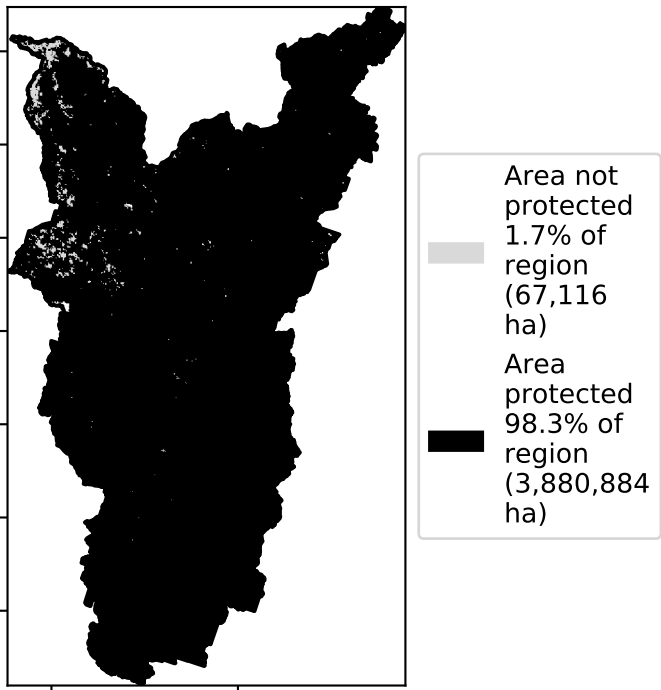 Area not
protected
1.7% of
region
(67,116
ha)
Area
protected
98.3% of
region
(3,880,884
ha)